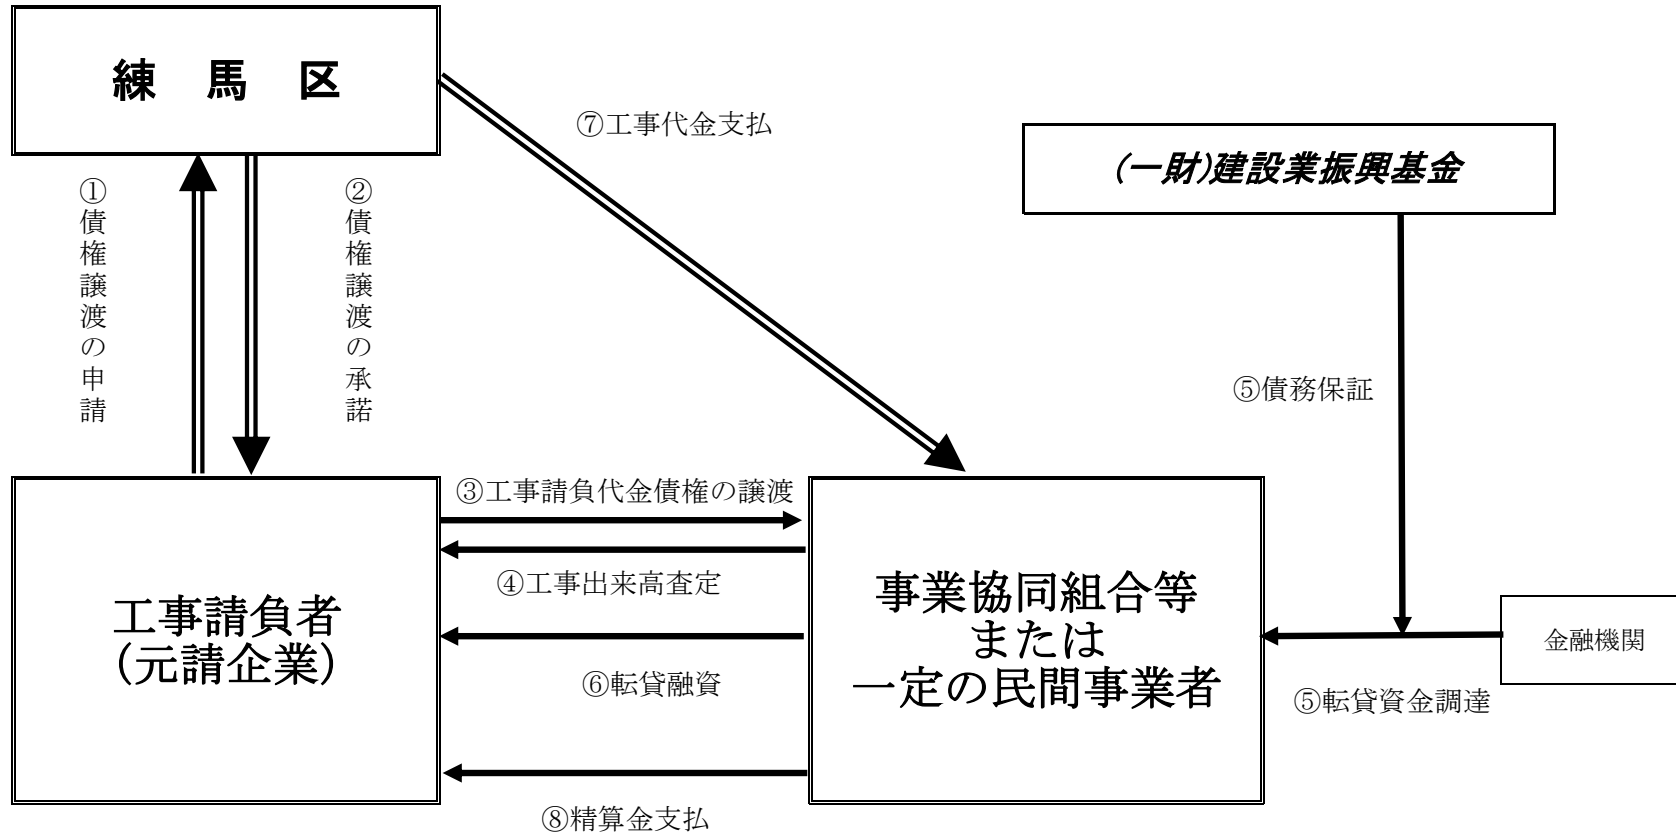 練馬区
⑦工事代金支払
(一財)建設業振興基金
①債権譲渡の申請
②債権譲渡の承諾
⑤債務保証
③工事請負代金債権の譲渡
④工事出来高査定
工事請負者
(元請企業)
事業協同組合等
または
一定の民間事業者
金融機関
⑥転貸融資
⑤転貸資金調達
⑧精算金支払